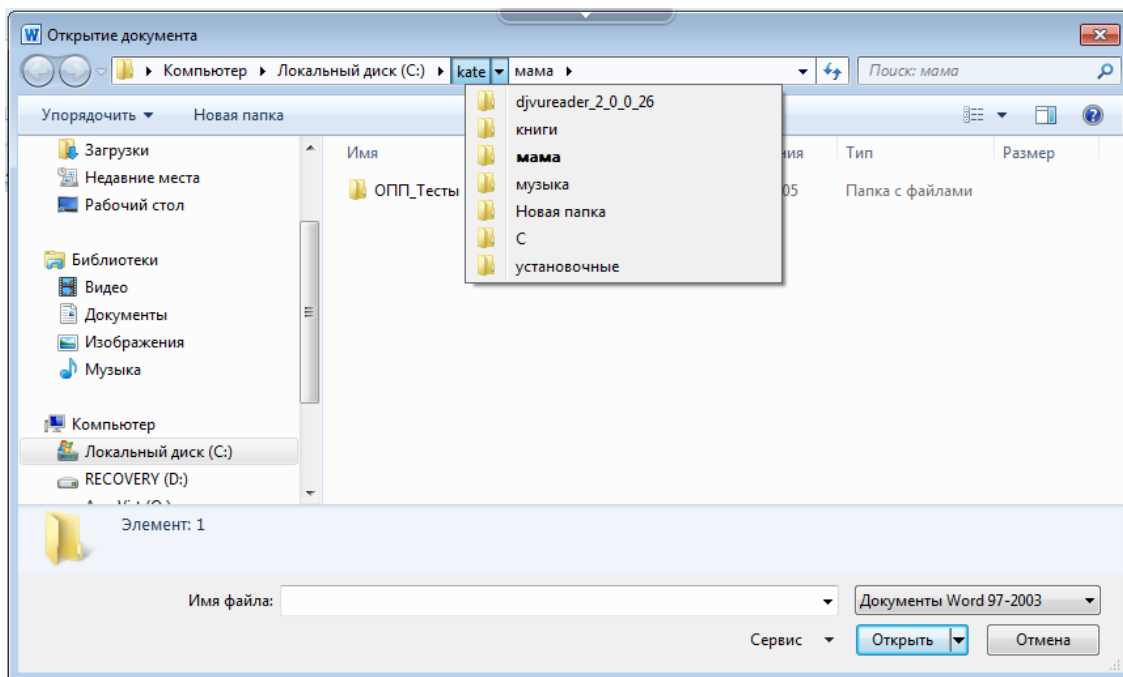 Открытие документа
Компьютер Локальный диск (C:) kate мама
Поиск: мама
Упорядочить Новая папка
djvureader_2_0_0_26
книги
мама
музыка
Новая папка
С
установочные
Загрузки
Недавние места
Рабочий стол
Библиотеки
Видео
Документы
Изображения
Музыка
Компьютер
Локальный диск (C:)
RECOVERY (D:)
Имя Тип Размер
ОПП_Тесты 05 Папка с файлами
Элемент: 1
Имя файла: Документы Word 97-2003
Сервис Открыть Отмена